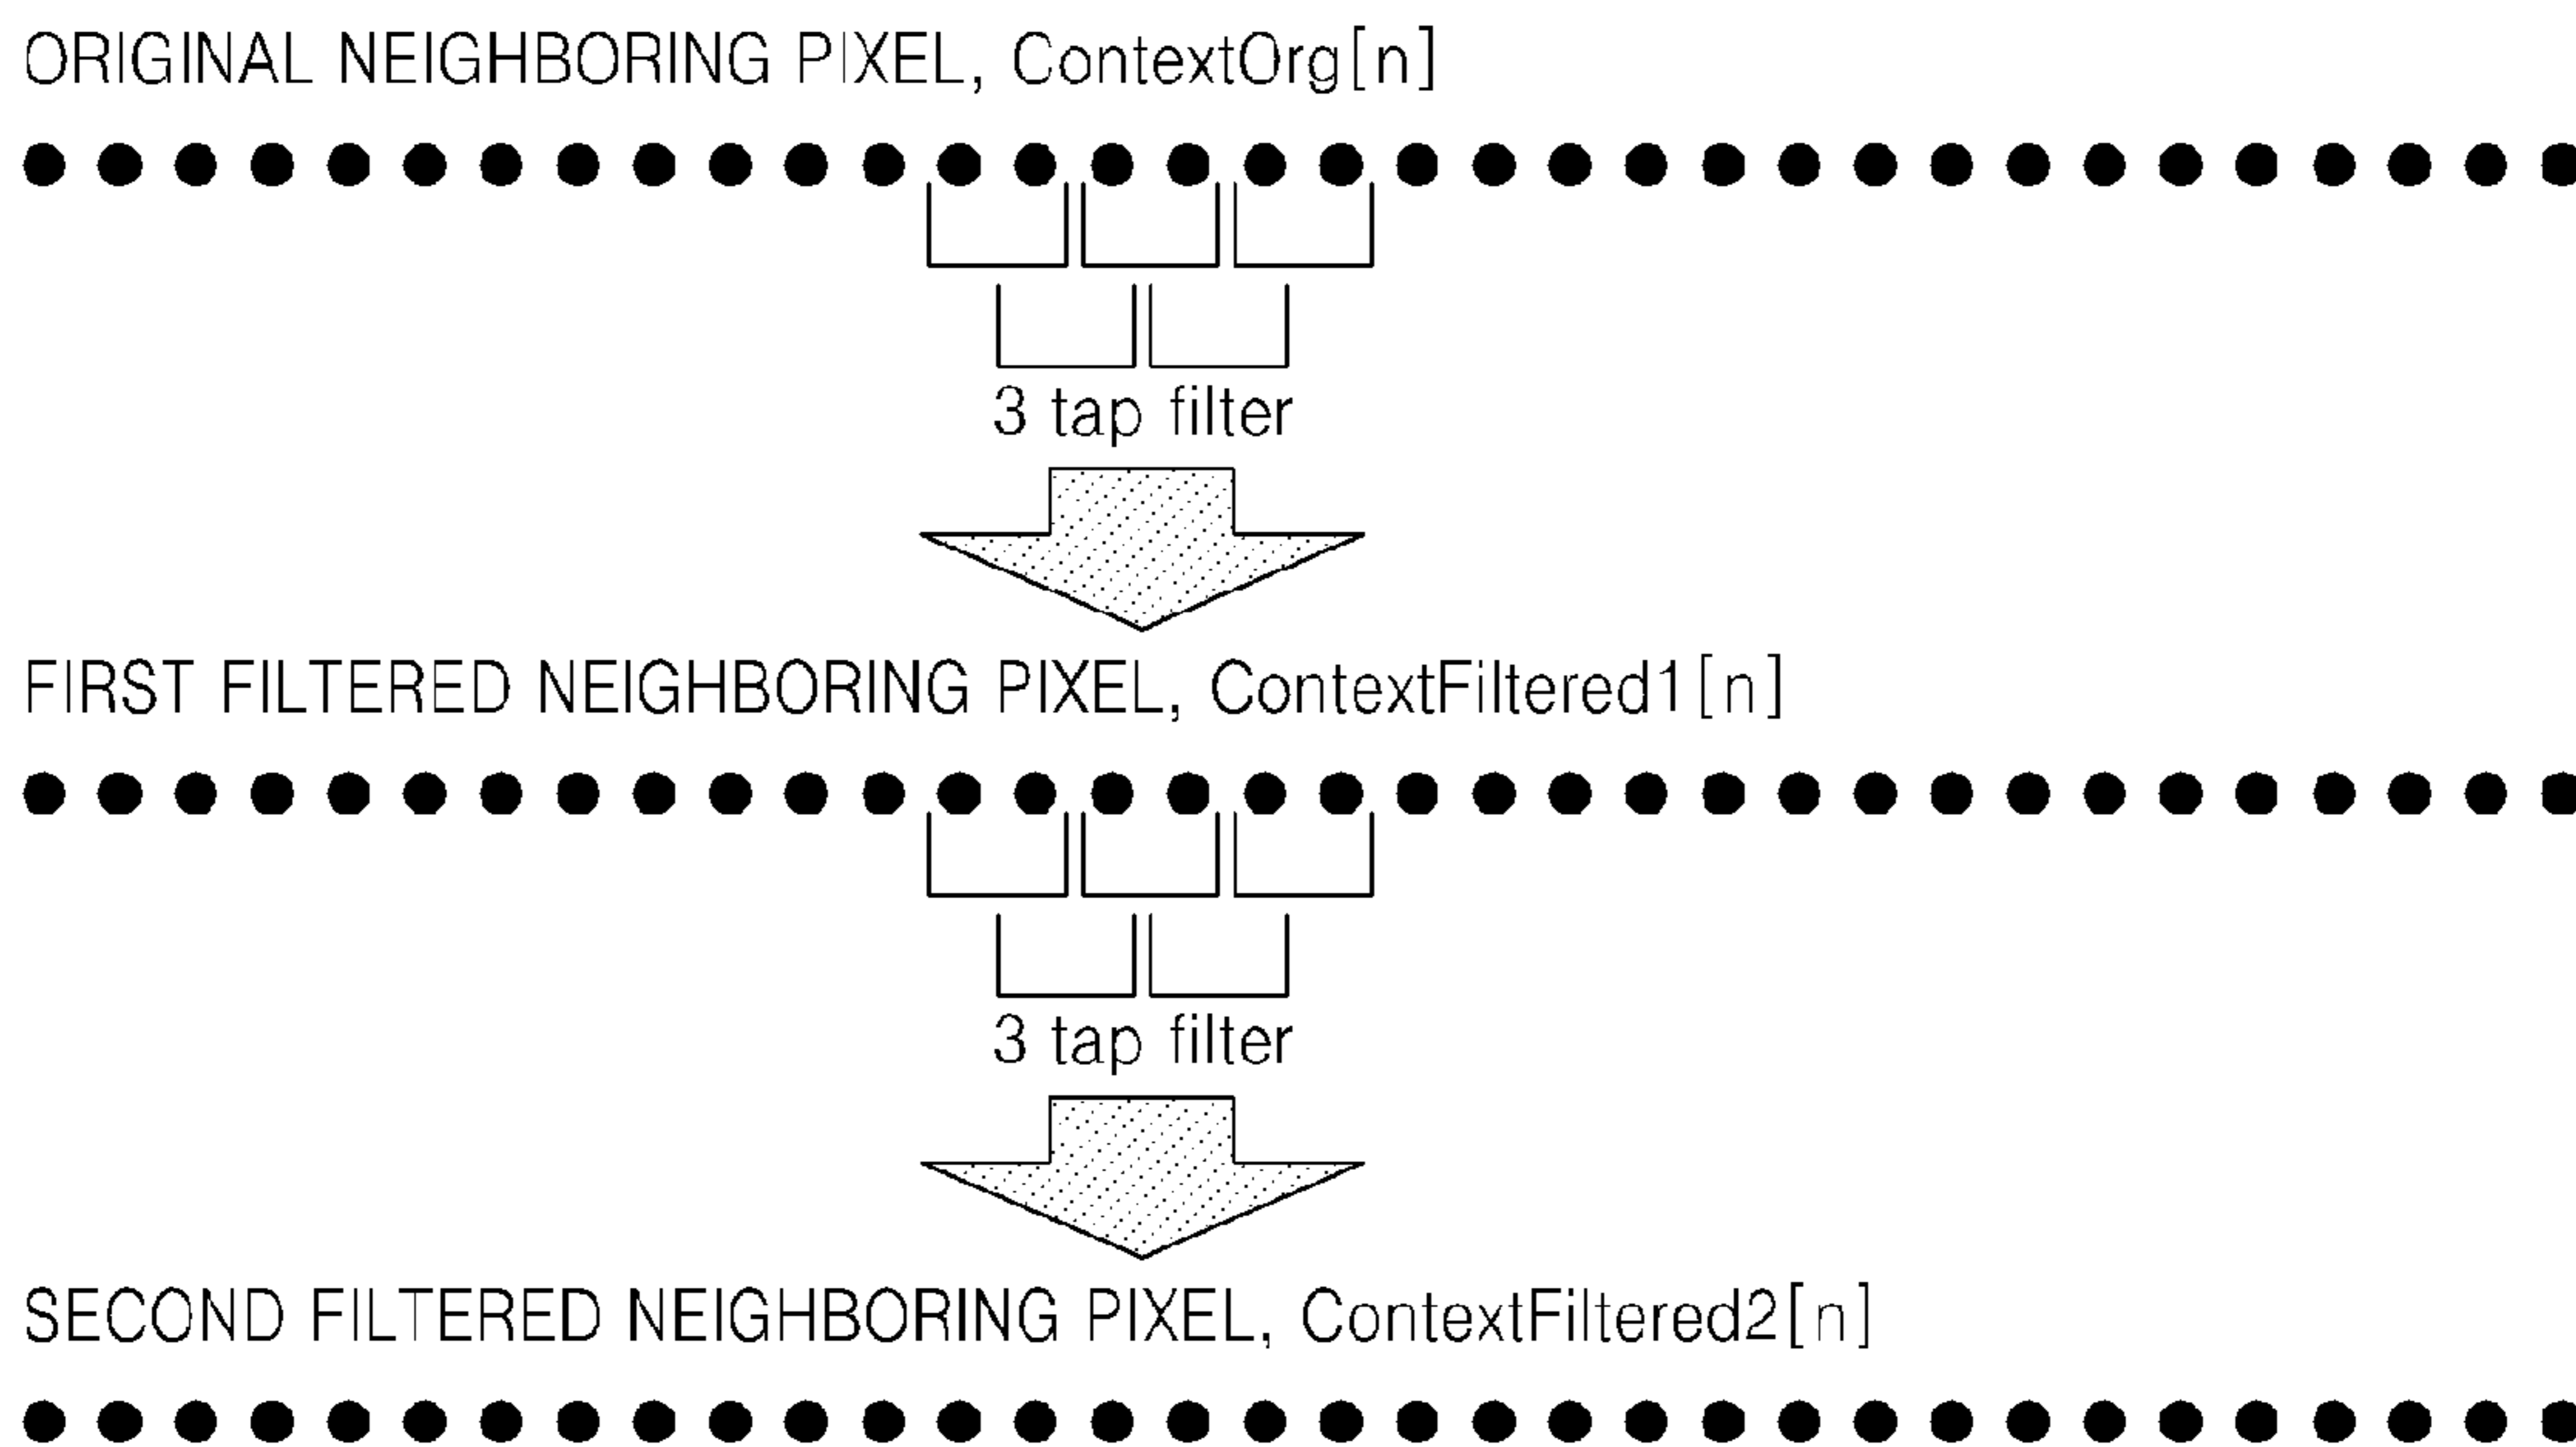 ORIGINAL NEIGHBORING PIXEL, ContextOrg[n]
3 tap filter
FIRST FILTERED NEIGHBORING PIXEL, ContextFiltered1[n]
3 tap filter
SECOND FILTERED NEIGHBORING PIXEL, ContextFiltered2[n]